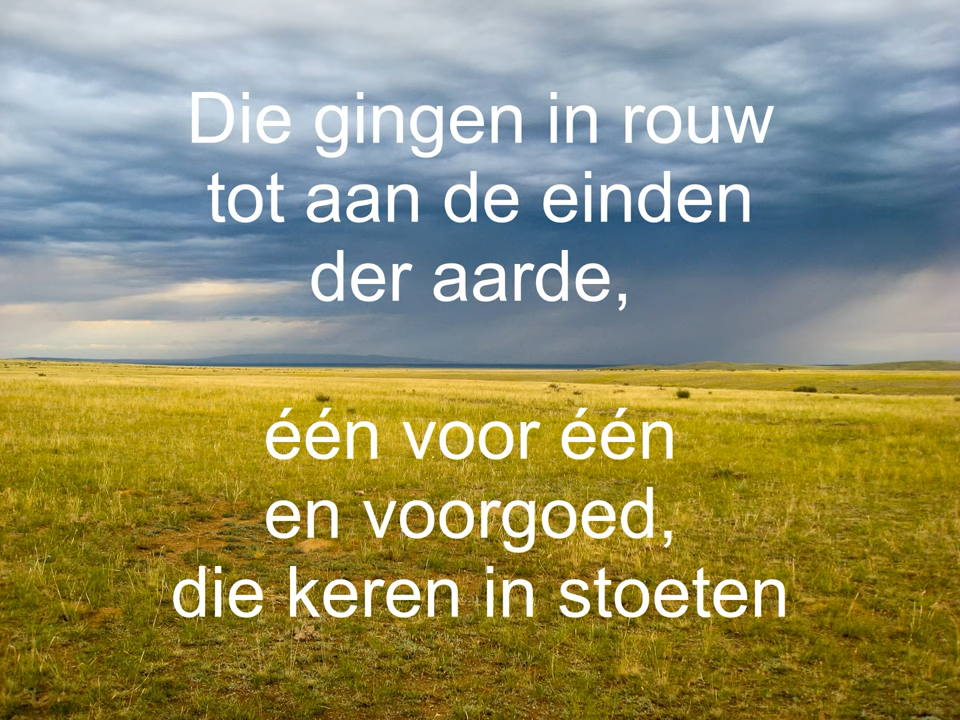 Die gingen in rouw
tot aan de einden
der aarde,
één voor één
en voorgoed,
die keren in stoeten